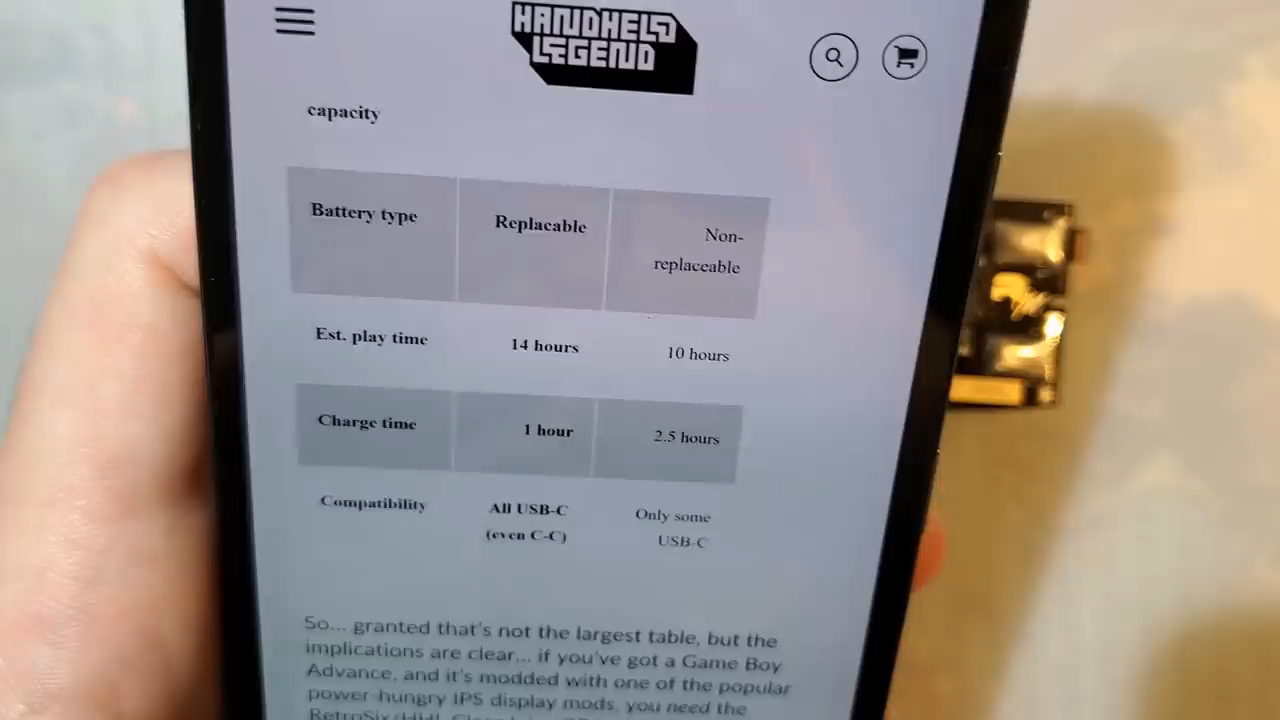 HANDHELD
LEGEND
capacity
Battery type Replacable Non-
replaceable
Est. play time 14 hours 10 hours
Charge time 1 hour 2.5 hours
Compatibility All USB-C Only some
(even C-C) USB-C
So... granted that's not the largest table, but the
implications are clear... if you've got a Game Boy
Advance, and it's modded with one of the popular
power-hungry IPS display mods, you need the